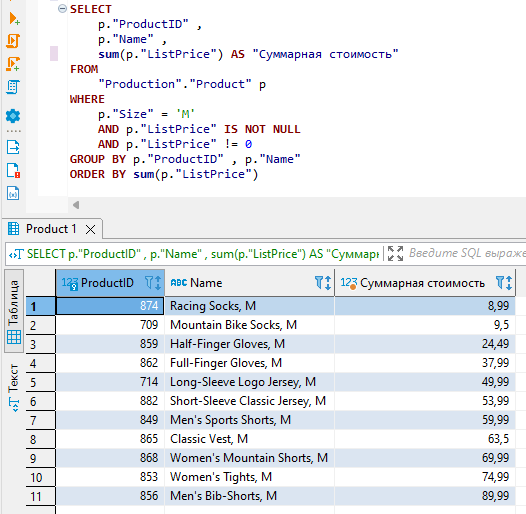 SELECT
p."ProductID" ,
p."Name" ,
sum(p."ListPrice") AS "Суммарная стоимость"
FROM
"Production"."Product" p
WHERE
p."Size" = 'M'
AND p."ListPrice" IS NOT NULL
AND p."ListPrice" != 0
GROUP BY p."ProductID" , p."Name"
ORDER BY sum(p."ListPrice")
Product 1
SELECT p."ProductID" , p."Name" , sum(p."ListPrice") AS "Суммарн Введите SQL выраже
Таблица
Текст
123 ProductID ABC Name 123 Суммарная стоимость
1 874 Racing Socks, M 8,99
2 709 Mountain Bike Socks, M 9,5
3 859 Half-Finger Gloves, M 24,49
4 862 Full-Finger Gloves, M 37,99
5 714 Long-Sleeve Logo Jersey, M 49,99
6 882 Short-Sleeve Classic Jersey, M 53,99
7 849 Men's Sports Shorts, M 59,99
8 865 Classic Vest, M 63,5
9 868 Women's Mountain Shorts, M 69,99
10 853 Women's Tights, M 74,99
11 856 Men's Bib-Shorts, M 89,99